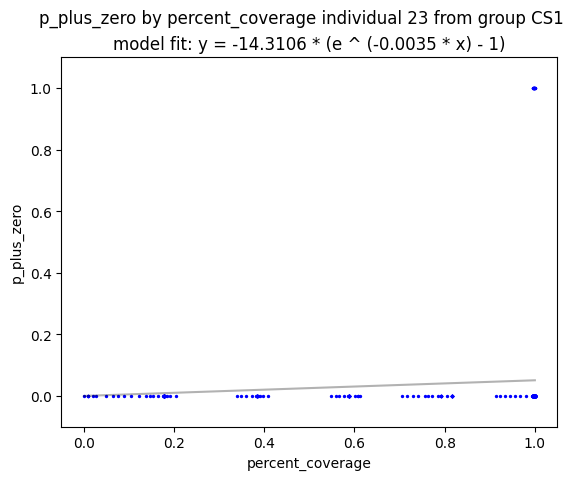 p_plus_zero by percent_coverage individual 23 from group CS1
model fit: y = -14.3106 * (e ^ (-0.0035 * x) - 1)
1.0
0.8
0.6
0.4
0.2
0.0
p_plus_zero
0.0 0.2 0.4 0.6 0.8 1.0
percent_coverage